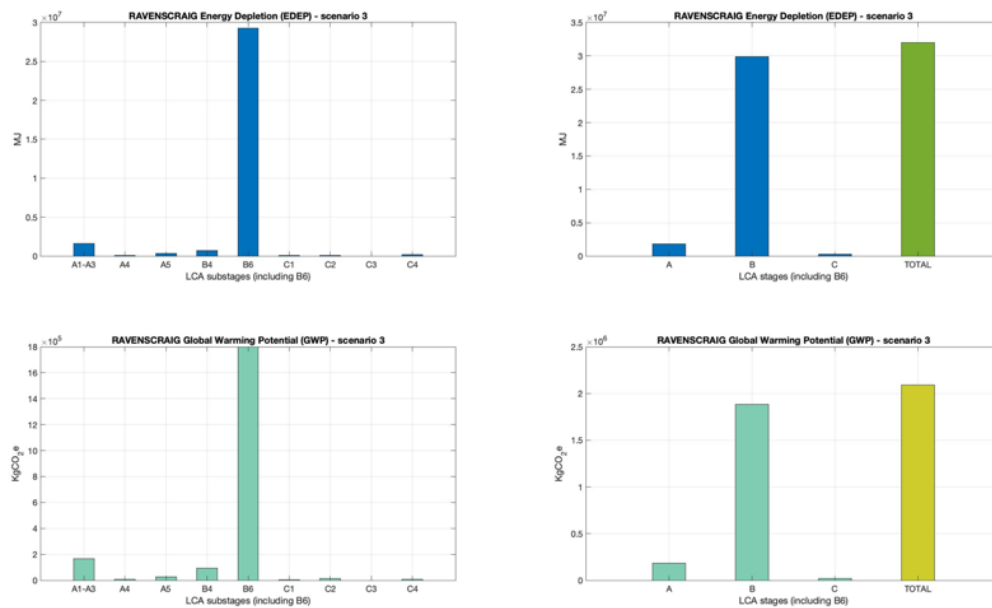 RAVENSCRAIG Energy Depletion (EDEP) - scenario 3
×10⁷
3
2.5
2
1.5
1
0.5
0
MJ
A1-A3 A4 A5 B4 B6 C1 C2 C3 C4
LCA substages (including B6)
RAVENSCRAIG Energy Depletion (EDEP) - scenario 3
×10⁷
3.5
3
2.5
2
1.5
1
0.5
0
MJ
A B C TOTAL
LCA stages (including B6)
RAVENSCRAIG Global Warming Potential (GWP) - scenario 3
×10⁵
18
16
14
12
10
8
6
4
2
0
KgCO₂e
A1-A3 A4 A5 B4 B6 C1 C2 C3 C4
LCA substages (including B6)
RAVENSCRAIG Global Warming Potential (GWP) - scenario 3
×10⁶
2.5
2
1.5
1
0.5
0
KgCO₂e
A B C TOTAL
LCA stages (including B6)